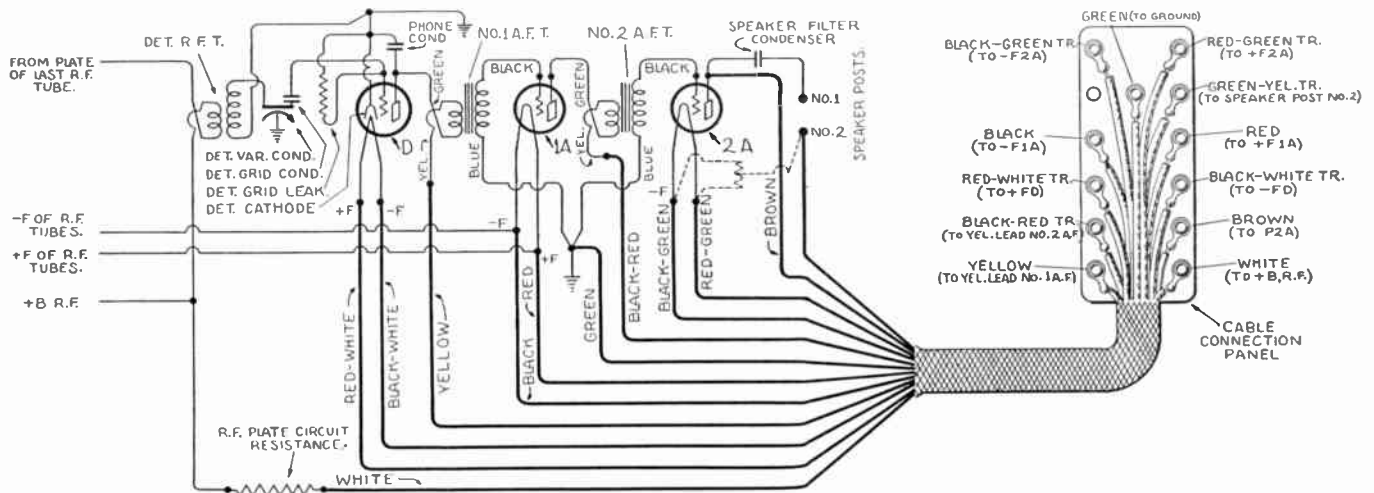 FROM PLATE
OF LAST R.F.
TUBE.
DET. R.F.T.
PHONE
COND
NO.1 A.F.T.
NO.2 A.F.T.
SPEAKER FILTER
CONDENSER
BLACK
GREEN
BLACK
GREEN
NO.1
NO.2
SPEAKER POSTS.
D
1A
2A
YEL.
BLUE
YEL.
BLUE
DET. VAR. COND.
DET. GRID COND.
DET. GRID LEAK
DET. CATHODE
+F
-F
-F
+F
-F
-F OF R.F.
TUBES.
+F OF R.F.
TUBES.
+B R.F.
RED-WHITE
BLACK-WHITE
YELLOW
BLACK
RED
GREEN
BLACK-RED
BLACK-GREEN
RED-GREEN
BROWN
R.F. PLATE CIRCUIT
RESISTANCE.
WHITE
GREEN (TO GROUND)
BLACK-GREEN TR.
(TO -F2A)
RED-GREEN TR.
(TO +F2A)
GREEN-YEL.TR.
(TO SPEAKER POST NO.2)
BLACK
(TO -F1A)
RED
(TO +F1A)
RED-WHITE TR.
(TO +FD)
BLACK-WHITE TR.
(TO -FD)
BLACK-RED TR
(TO YEL. LEAD NO.2 A.F)
BROWN
(TO P2A)
YELLOW
(TO YEL. LEAD NO.1 A.F)
WHITE
(TO +B, R.F.)
CABLE
CONNECTION
PANEL